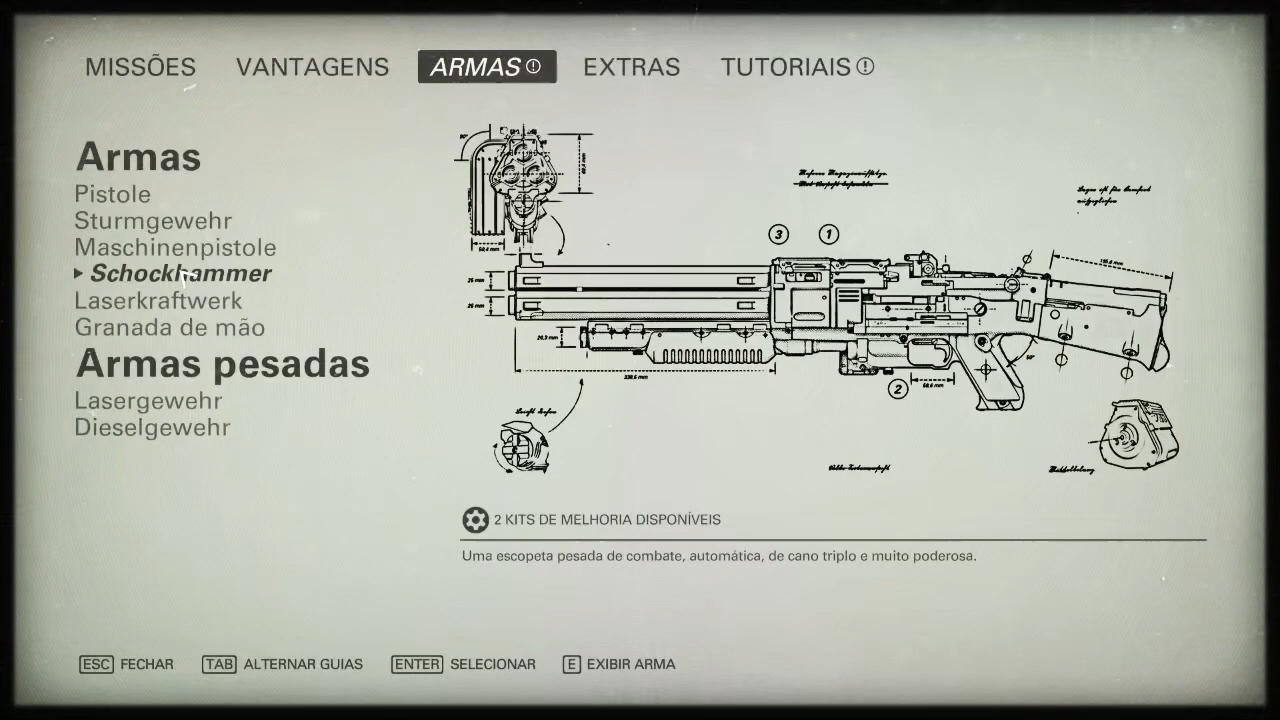 MISSÕES VANTAGENS ARMAS EXTRAS TUTORIAIS
Armas
Pistole
Sturmgewehr
Maschinenpistole
Schockhammer
Laserkraftwerk
Granada de mão
Armas pesadas
Lasergewehr
Dieselgewehr
3 1
2
2 KITS DE MELHORIA DISPONÍVEIS
Uma escopeta pesada de combate, automática, de cano triplo e muito poderosa.
ESC FECHAR TAB ALTERNAR GUIAS ENTER SELECIONAR E EXIBIR ARMA